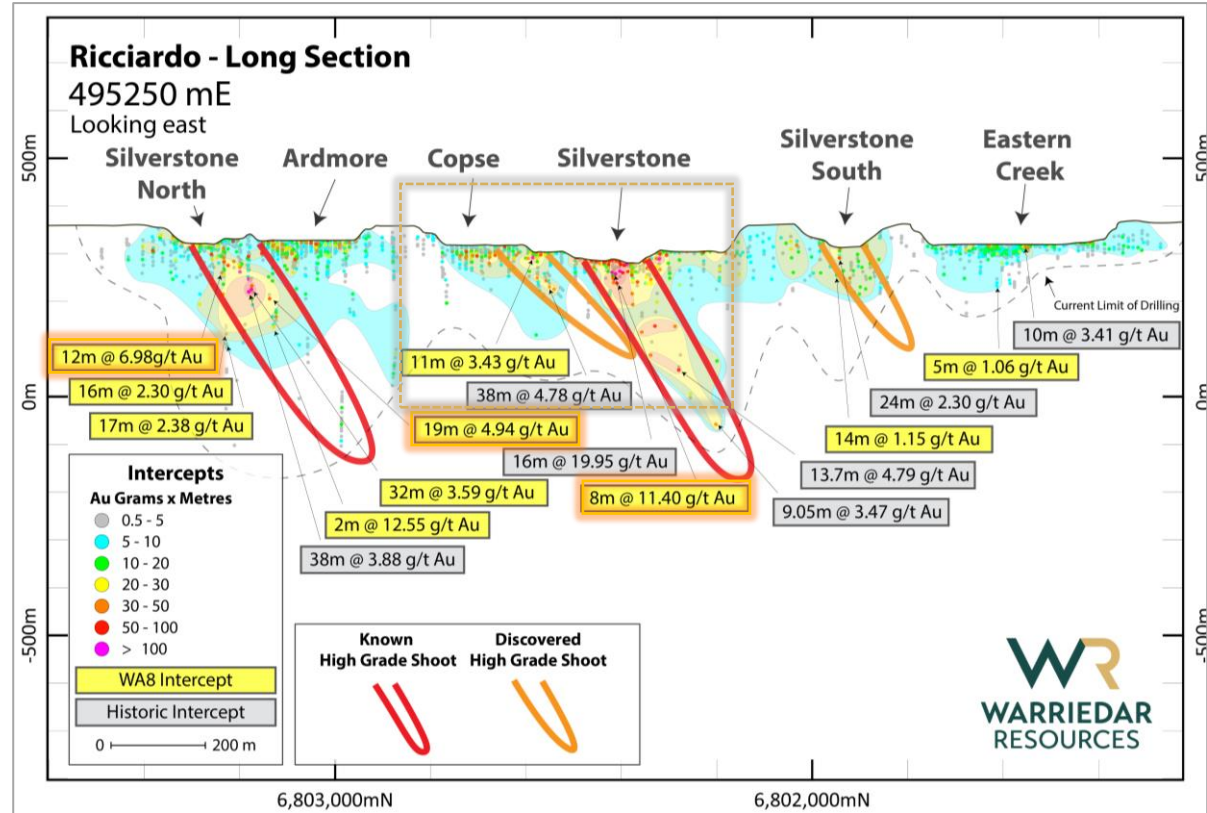 Ricciardo - Long Section
495250 mE
Looking east
Silverstone
North
Ardmore
Copse
Silverstone
Silverstone
South
Eastern
Creek
500m
500m
0m
0m
-500m
-500m
Current Limit of Drilling
12m @ 6.98g/t Au
16m @ 2.30 g/t Au
17m @ 2.38 g/t Au
11m @ 3.43 g/t Au
38m @ 4.78 g/t Au
19m @ 4.94 g/t Au
16m @ 19.95 g/t Au
32m @ 3.59 g/t Au
8m @ 11.40 g/t Au
2m @ 12.55 g/t Au
38m @ 3.88 g/t Au
10m @ 3.41 g/t Au
5m @ 1.06 g/t Au
24m @ 2.30 g/t Au
14m @ 1.15 g/t Au
13.7m @ 4.79 g/t Au
9.05m @ 3.47 g/t Au
Intercepts
Au Grams x Metres
0.5 - 5
5 - 10
10 - 20
20 - 30
30 - 50
50 - 100
> 100
WA8 Intercept
Historic Intercept
0 200 m
Known
High Grade Shoot
Discovered
High Grade Shoot
WR
WARRIEDAR
RESOURCES
6,803,000mN
6,802,000mN